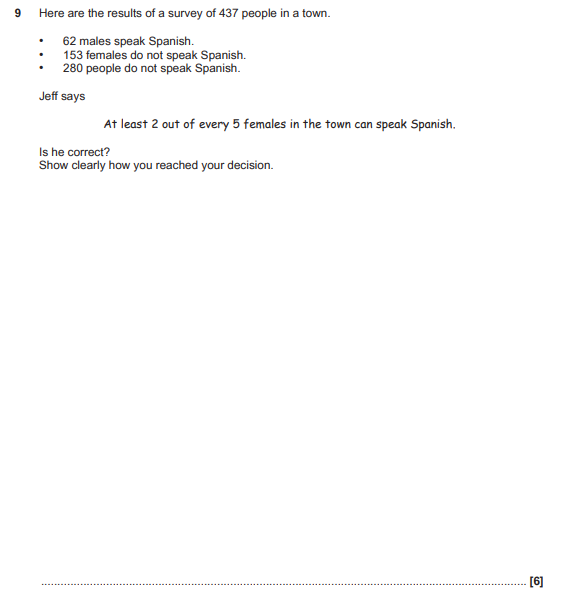 9 Here are the results of a survey of 437 people in a town.
• 62 males speak Spanish.
• 153 females do not speak Spanish.
• 280 people do not speak Spanish.
Jeff says
At least 2 out of every 5 females in the town can speak Spanish.
Is he correct?
Show clearly how you reached your decision.
.......................................................................................................................................................... [6]